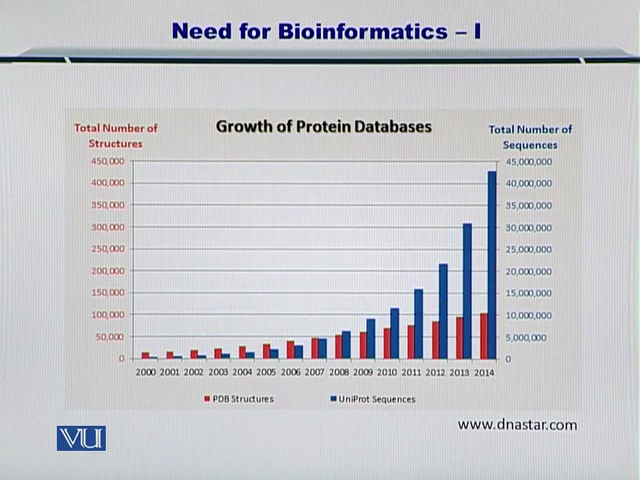 Need for Bioinformatics – I
Growth of Protein Databases
Total Number of
Structures
Total Number of
Sequences
450,000
400,000
350,000
300,000
250,000
200,000
150,000
100,000
50,000
0
45,000,000
40,000,000
35,000,000
30,000,000
25,000,000
20,000,000
15,000,000
10,000,000
5,000,000
0
2000 2001 2002 2003 2004 2005 2006 2007 2008 2009 2010 2011 2012 2013 2014
PDB Structures UniProt Sequences
www.dnastar.com
VU